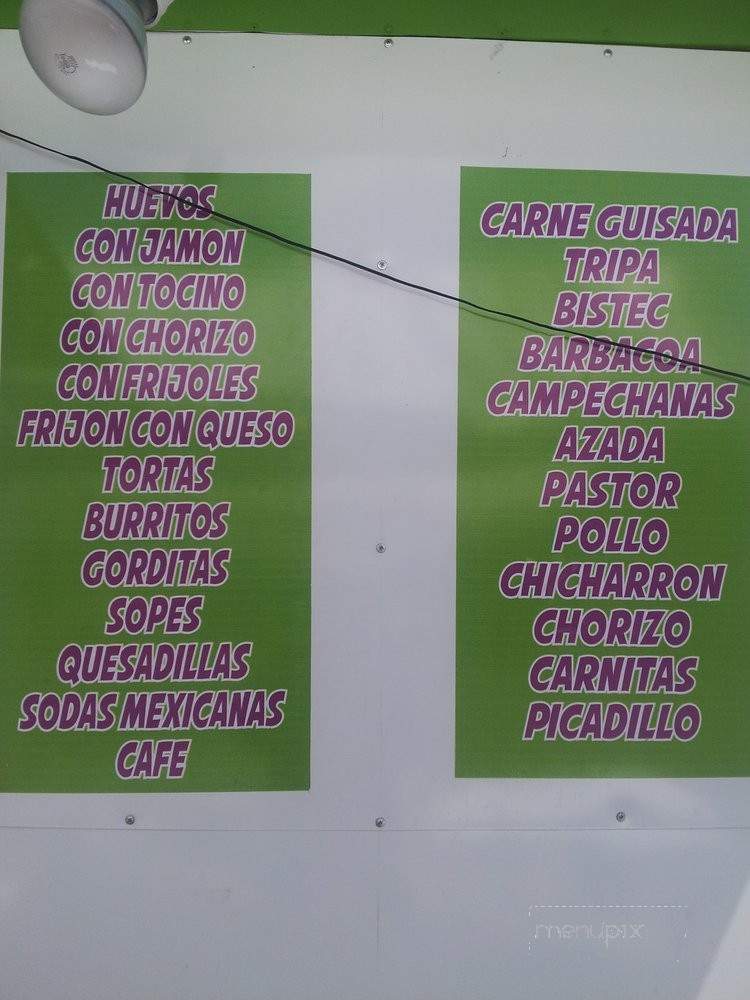 HUEVOS
CON JAMON
CON TOCINO
CON CHORIZO
CON FRIJOLES
FRIJON CON QUESO
TORTAS
BURRITOS
GORDITAS
SOPES
QUESADILLAS
SODAS MEXICANAS
CAFE
CARNE GUISADA
TRIPA
BISTEC
BARBACOA
CAMPECHANAS
AZADA
PASTOR
POLLO
CHICHARRON
CHORIZO
CARNITAS
PICADILLO
menupix